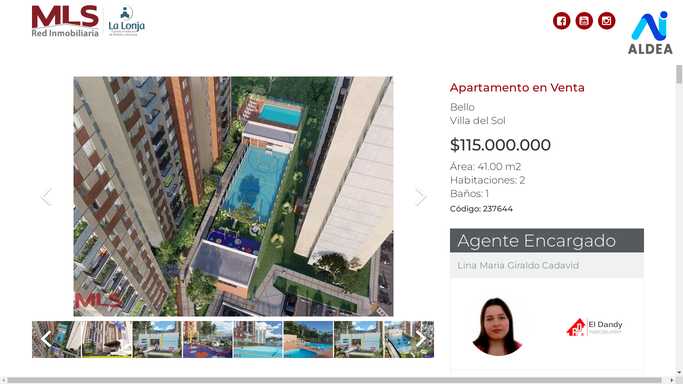 MLS
Red Inmobiliaria
La Lonja
ALDEA
Apartamento en Venta
Bello
Villa del Sol
$115.000.000
Área: 41.00 m2
Habitaciones: 2
Baños: 1
Código: 237644
MLS
Agente Encargado
Lina Maria Giraldo Cadavid
El Dandy